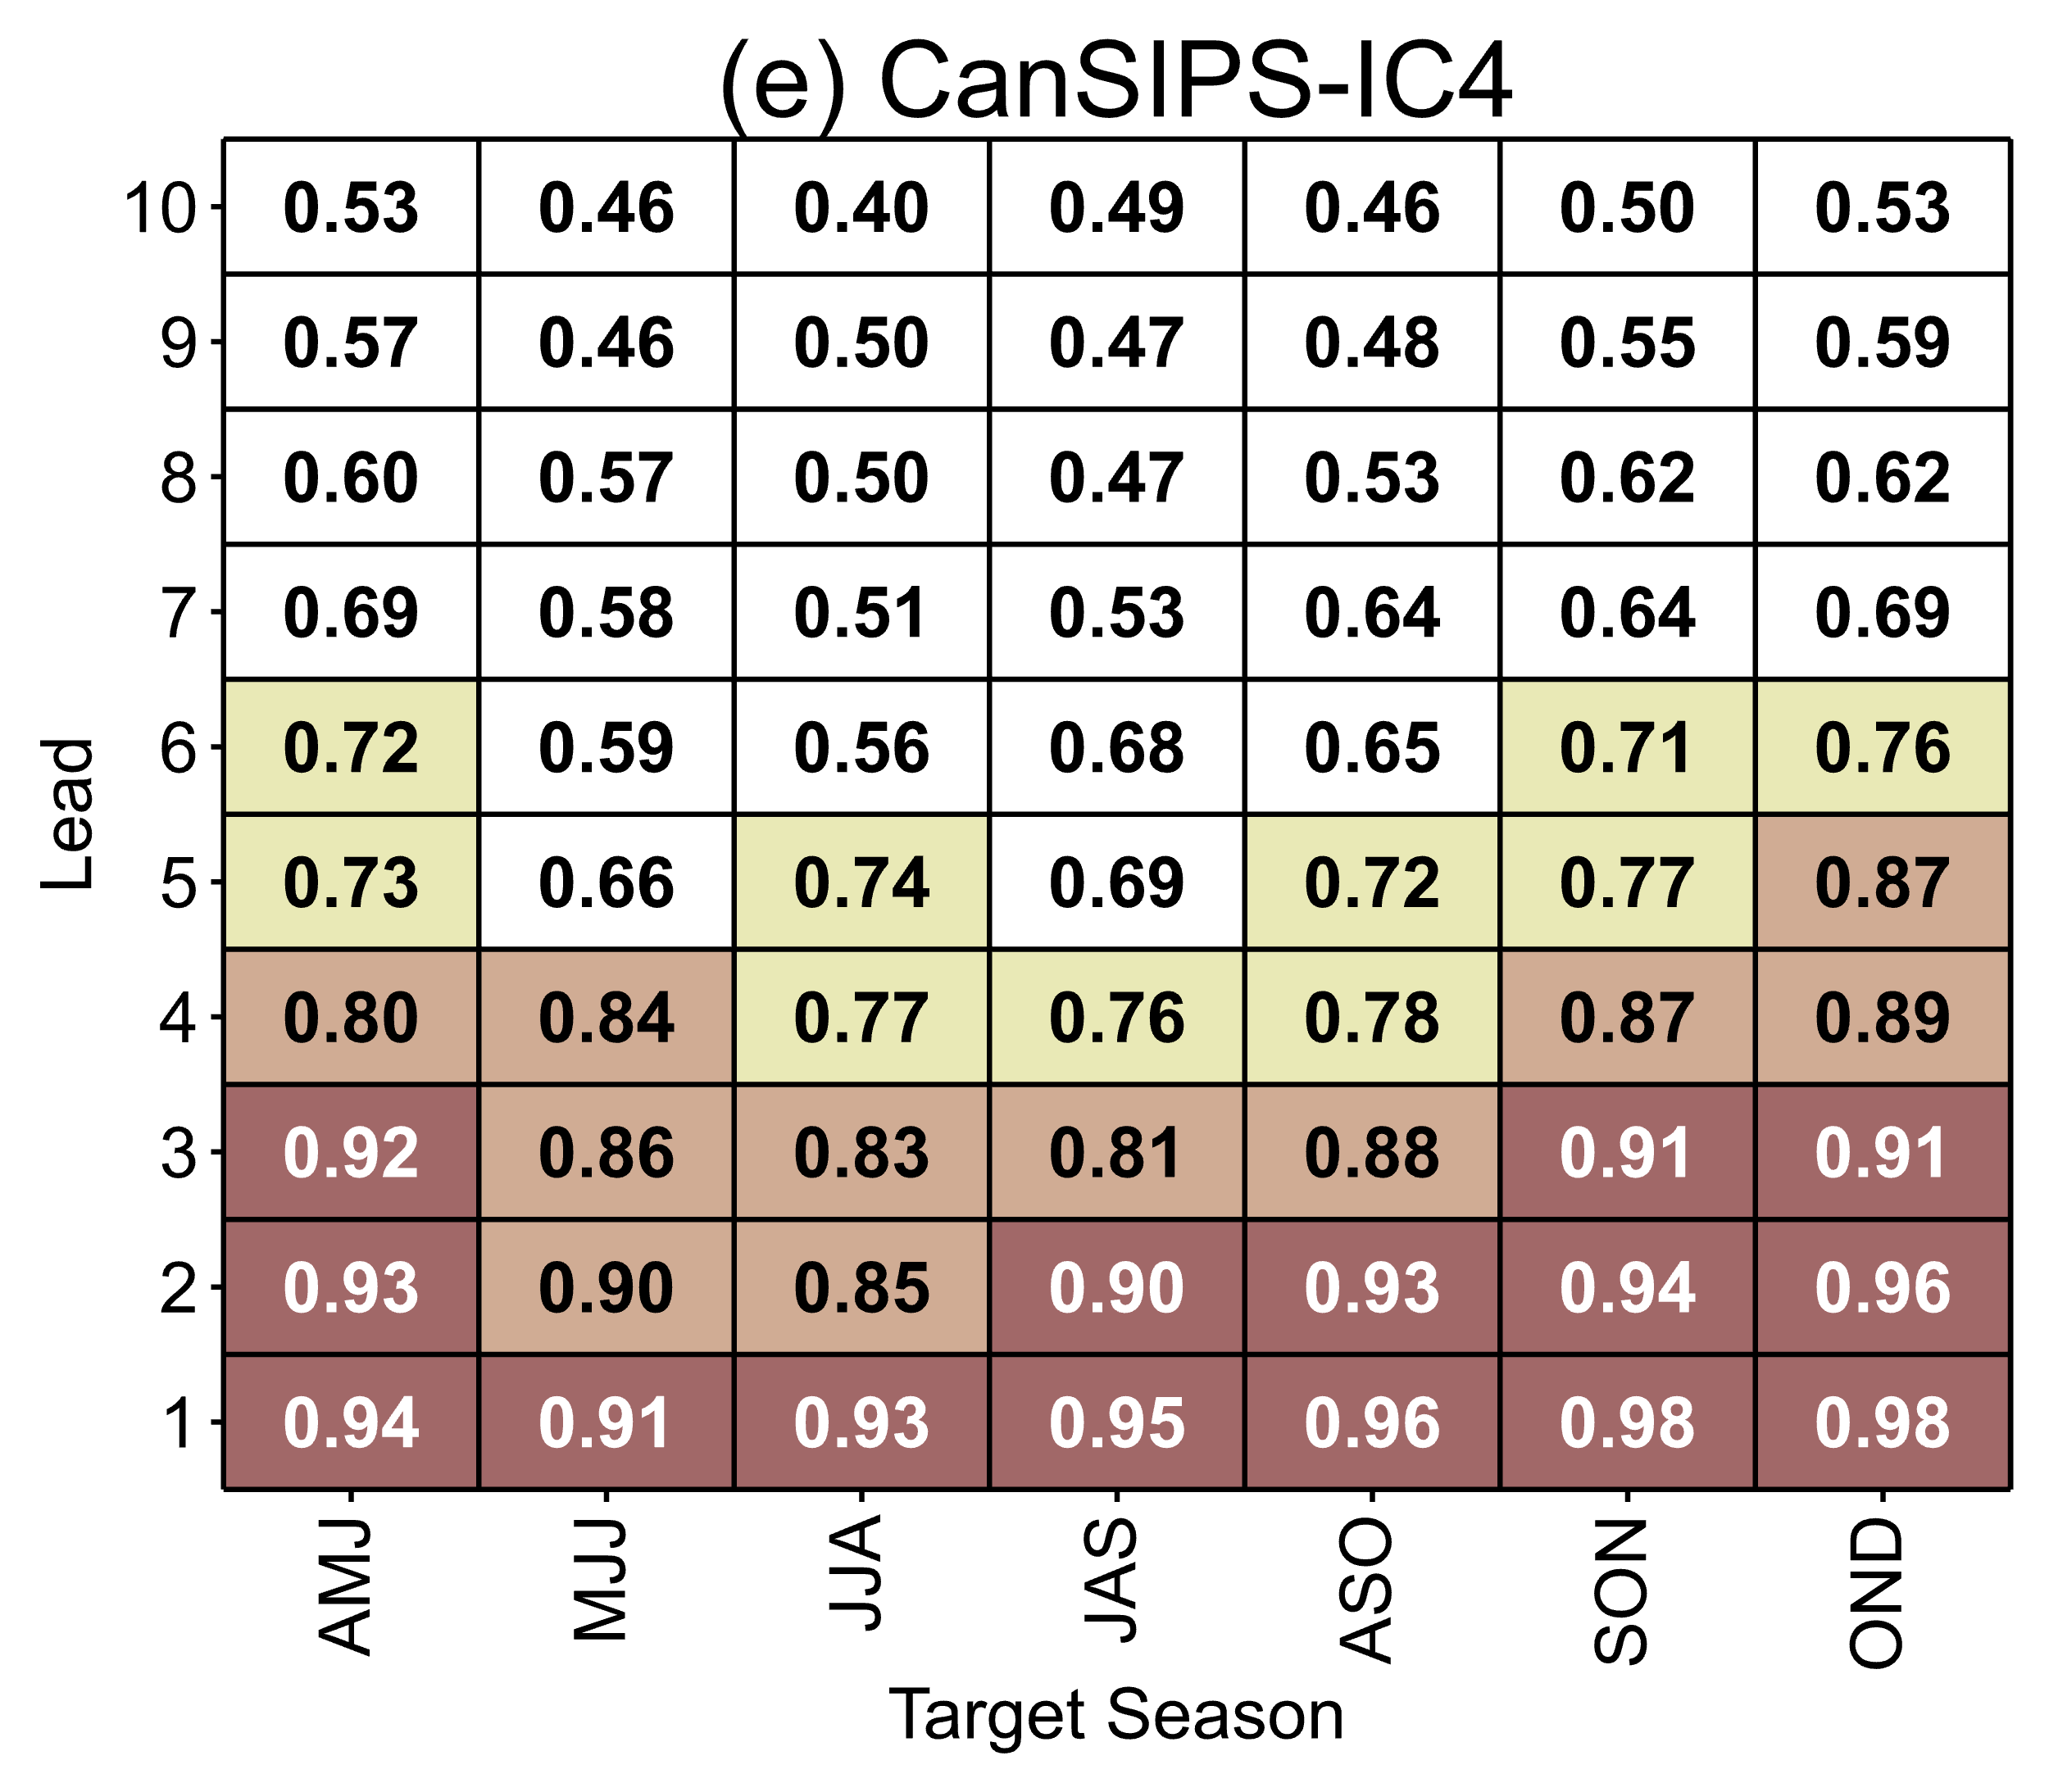 (e) CanSIPS-IC4
10 0.53 0.46 0.40 0.49 0.46 0.50 0.53
9 0.57 0.46 0.50 0.47 0.48 0.55 0.59
8 0.60 0.57 0.50 0.47 0.53 0.62 0.62
7 0.69 0.58 0.51 0.53 0.64 0.64 0.69
6 0.72 0.59 0.56 0.68 0.65 0.71 0.76
5 0.73 0.66 0.74 0.69 0.72 0.77 0.87
4 0.80 0.84 0.77 0.76 0.78 0.87 0.89
3 0.92 0.86 0.83 0.81 0.88 0.91 0.91
2 0.93 0.90 0.85 0.90 0.93 0.94 0.96
1 0.94 0.91 0.93 0.95 0.96 0.98 0.98
Lead
AMJ MJJ JJA JAS ASO SON OND
Target Season